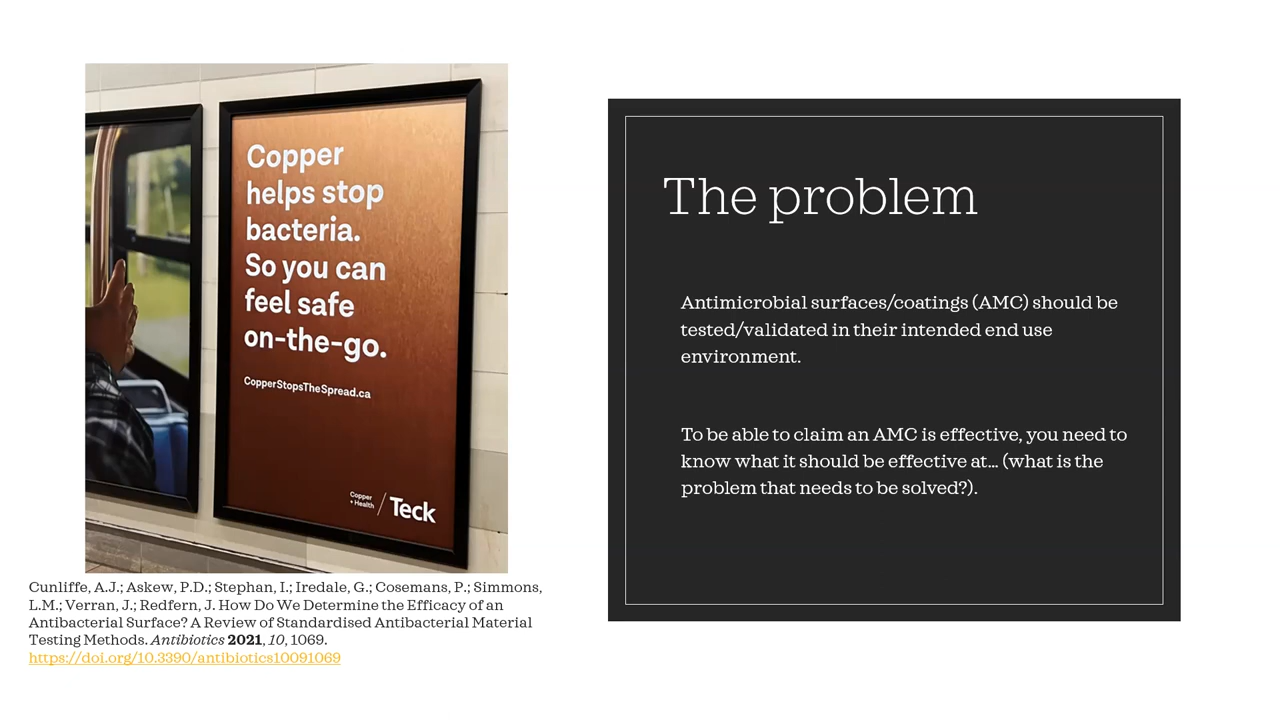 Copper
helps stop
bacteria.
So you can
feel safe
on-the-go.
CopperStopsTheSpread.ca
Copper
+ Health / Teck
Cunliffe, A.J.; Askew, P.D.; Stephan, I.; Iredale, G.; Cosemans, P.; Simmons,
L.M.; Verran, J.; Redfern, J. How Do We Determine the Efficacy of an
Antibacterial Surface? A Review of Standardised Antibacterial Material
Testing Methods. Antibiotics 2021, 10, 1069.
https://doi.org/10.3390/antibiotics10091069
The problem
Antimicrobial surfaces/coatings (AMC) should be
tested/validated in their intended end use
environment.
To be able to claim an AMC is effective, you need to
know what it should be effective at... (what is the
problem that needs to be solved?).